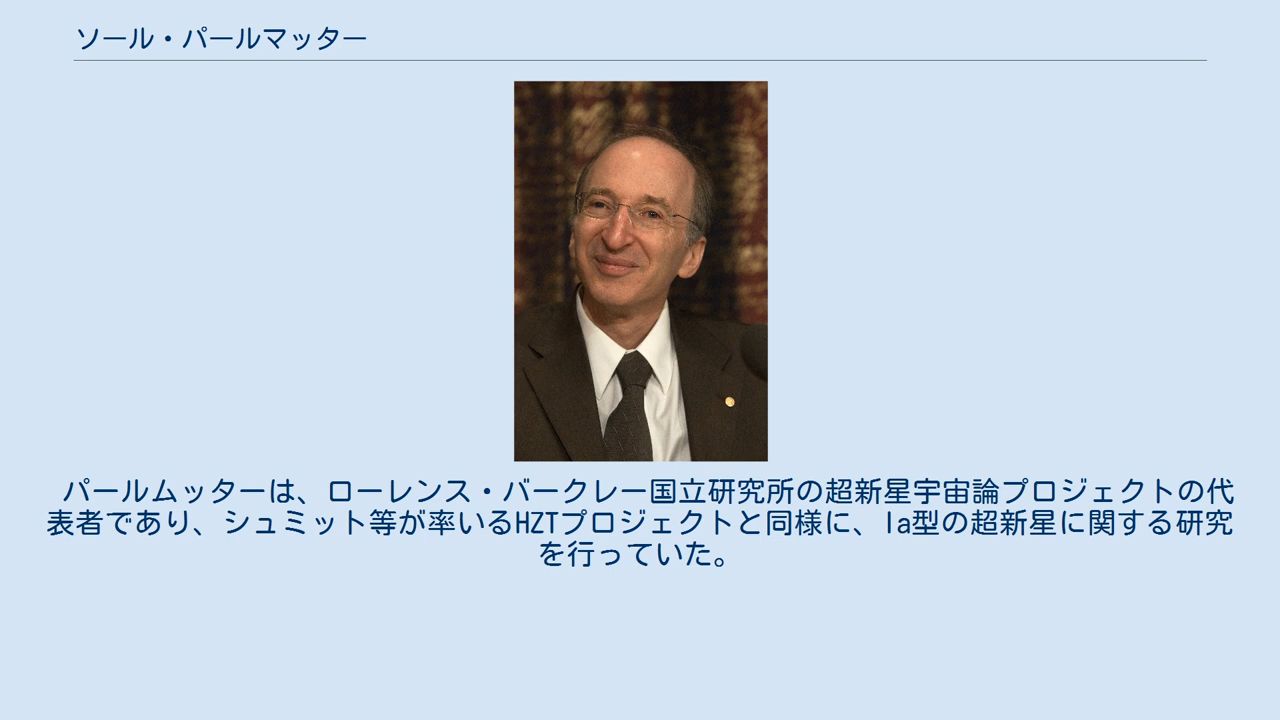 ソール・パールマッター
パールムッターは、ローレンス・バークレー国立研究所の超新星宇宙論プロジェクトの代
表者であり、シュミット等が率いるHZTプロジェクトと同様に、Ia型の超新星に関する研究
を行っていた。